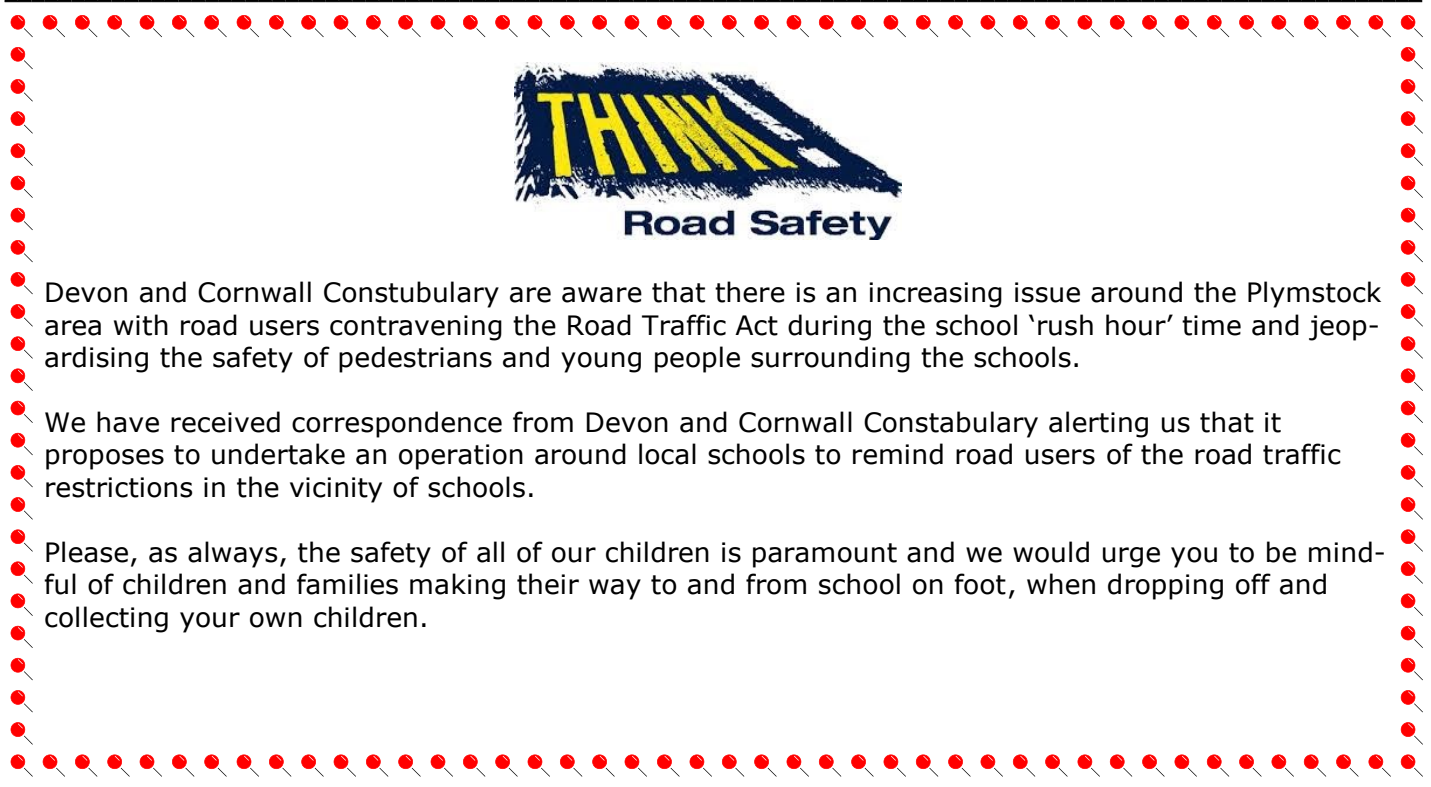 THINK!
Road Safety
Devon and Cornwall Constubulary are aware that there is an increasing issue around the Plymstock
area with road users contravening the Road Traffic Act during the school ‘rush hour’ time and jeop-
ardising the safety of pedestrians and young people surrounding the schools.
We have received correspondence from Devon and Cornwall Constabulary alerting us that it
proposes to undertake an operation around local schools to remind road users of the road traffic
restrictions in the vicinity of schools.
Please, as always, the safety of all of our children is paramount and we would urge you to be mind-
ful of children and families making their way to and from school on foot, when dropping off and
collecting your own children.